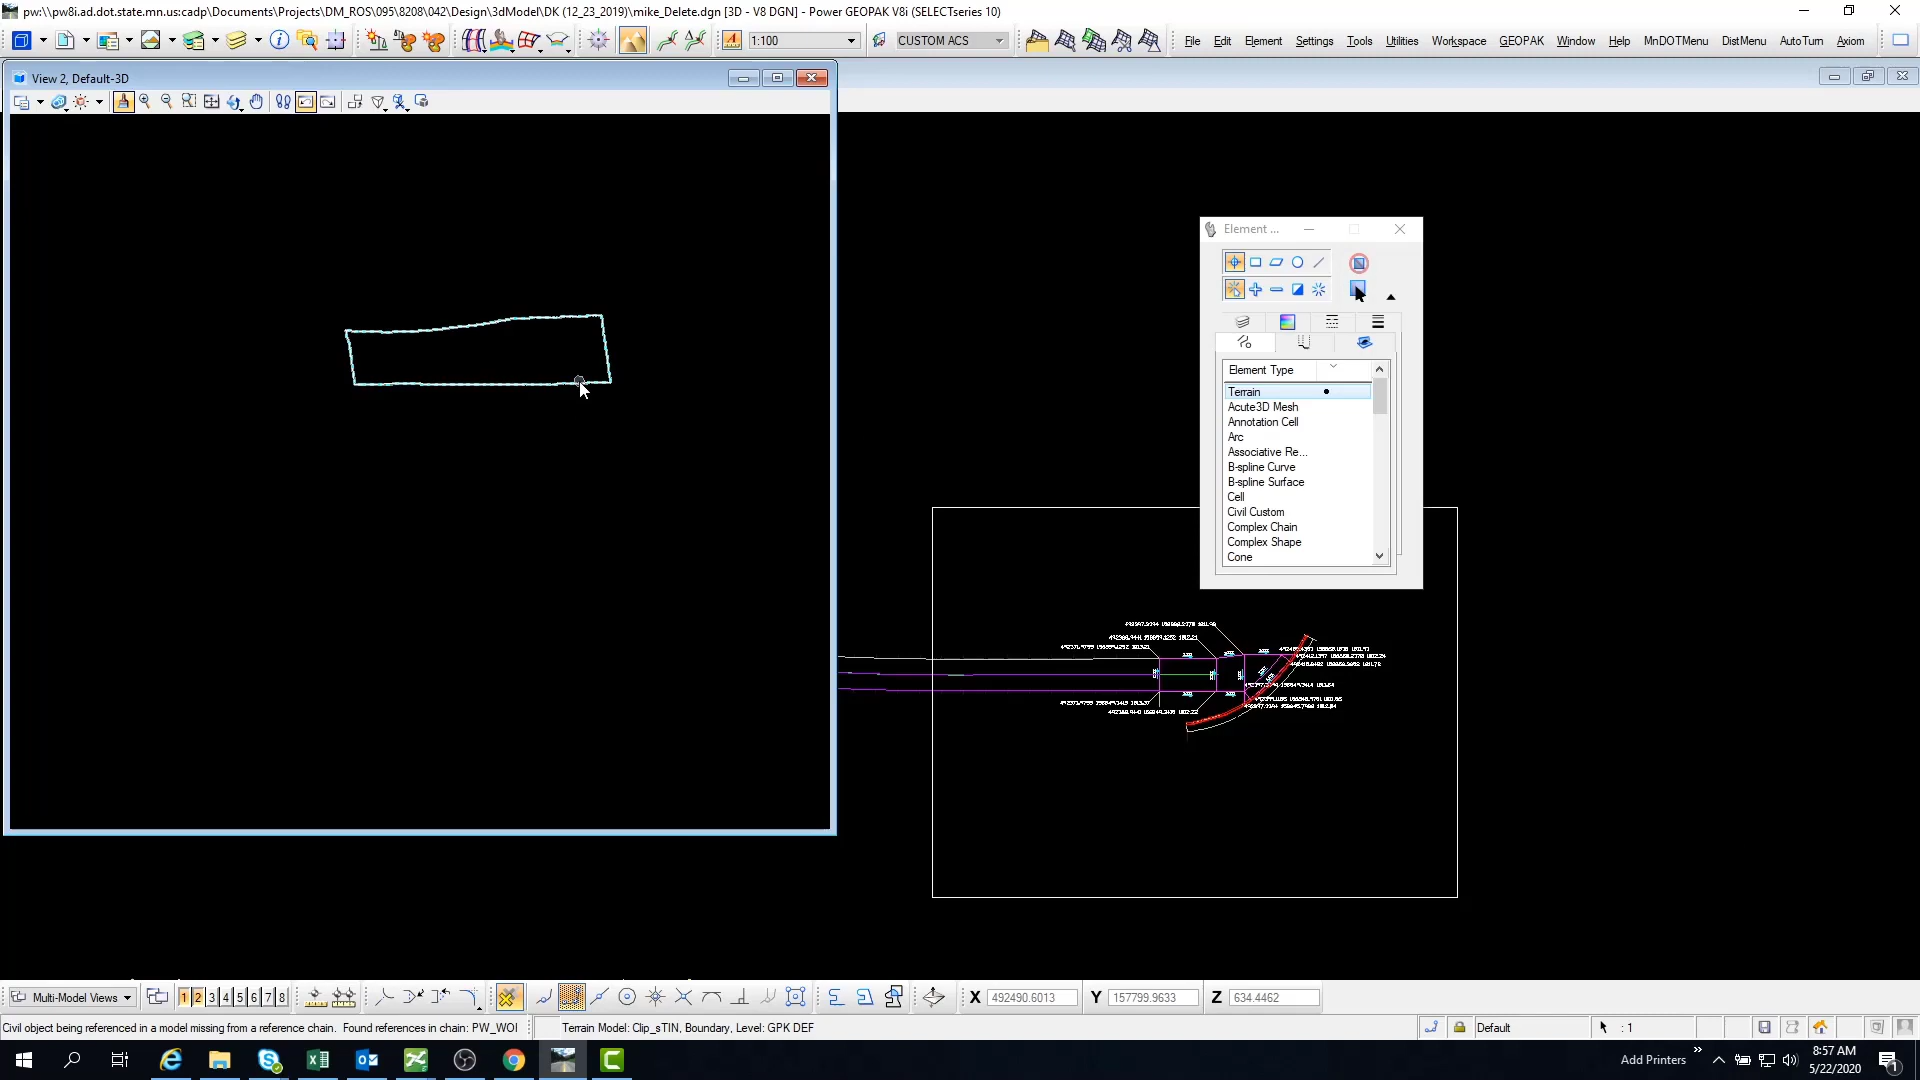 pw:\\pw8i.ad.dot.state.mn.us:cadp\Documents\Projects\DM_ROS\095\8208\042\Design\3dModel\DK (12_23_2019)\mike_Delete.dgn [3D - V8 DGN] - Power GEOPAK V8i (SELECTseries 10)
1:100
CUSTOM ACS
File Edit Element Settings Tools Utilities Workspace GEOPAK Window Help MnDOTMenu DistMenu AutoTurn Axiom
View 2, Default-3D
Element ...
Element Type
Terrain
Acute3D Mesh
Annotation Cell
Arc
Associative Re...
B-spline Curve
B-spline Surface
Cell
Civil Custom
Complex Chain
Complex Shape
Cone
Multi-Model Views
1 2 3 4 5 6 7 8
X 492490.6013 Y 157799.9633 Z 634.4462
Civil object being referenced in a model missing from a reference chain. Found references in chain: PW_WOI
Terrain Model: Clip_sTIN, Boundary, Level: GPK DEF
Default
: 1
Add Printers
8:57 AM
5/22/2020
1